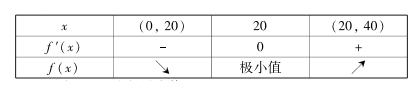 x (0, 20) 20 (20, 40)
f′(x) - 0 +
f(x) ↘ 极小值 ↗